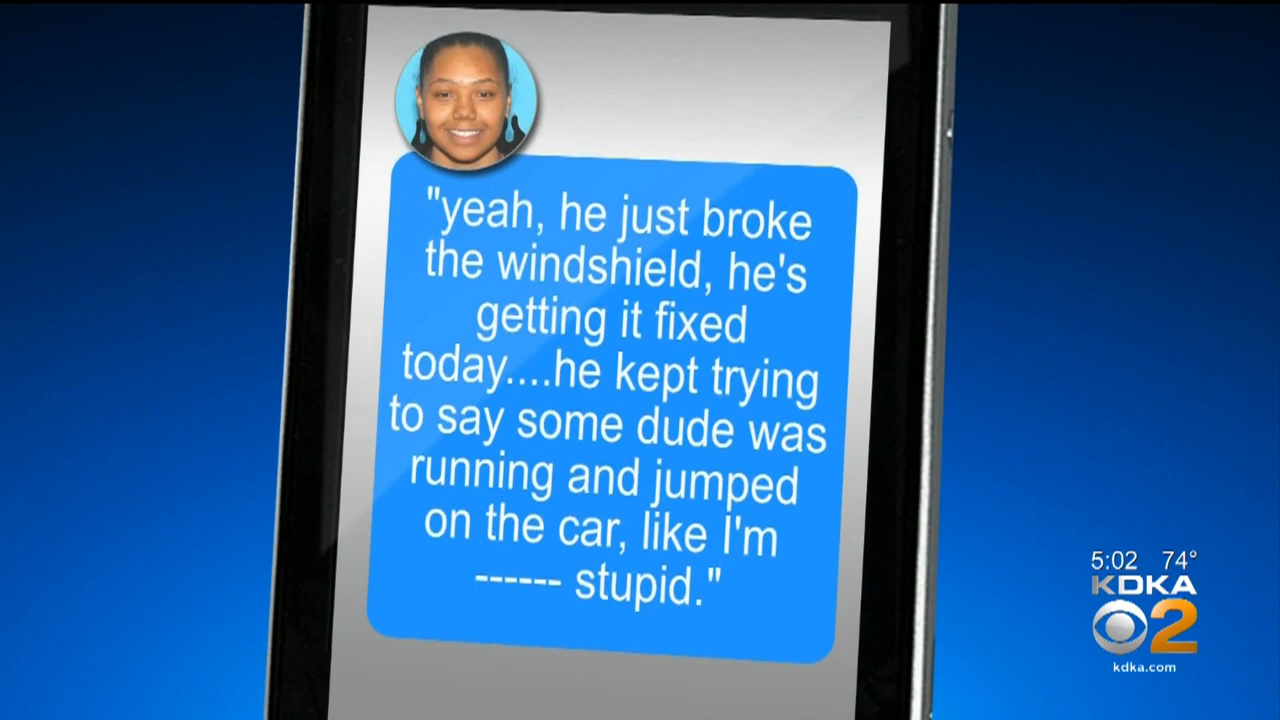 "yeah, he just broke
the windshield, he's
getting it fixed
today....he kept trying
to say some dude was
running and jumped
on the car, like I'm
------ stupid."
5:02 74°
KDKA
2
kdka.com